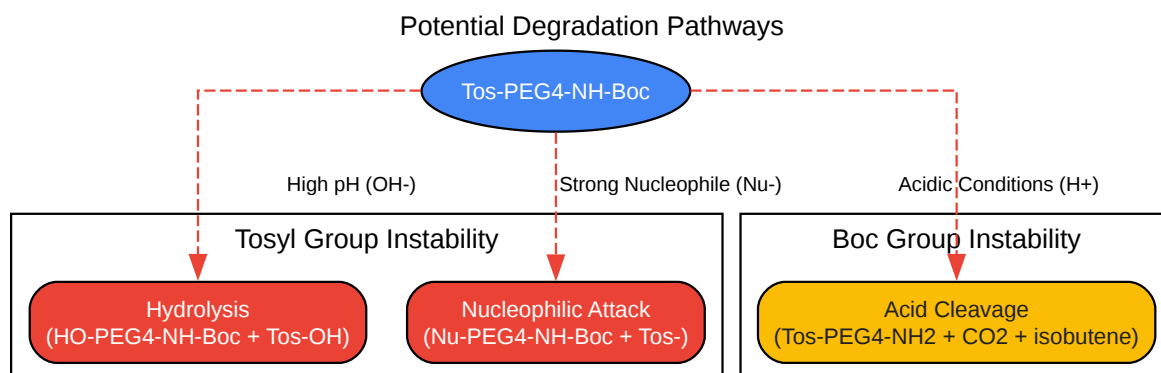 Potential Degradation Pathways
Tos-PEG4-NH-Boc
High pH (OH-)
Strong Nucleophile (Nu-)
Acidic Conditions (H+)
Tosyl Group Instability
Boc Group Instability
Hydrolysis
(HO-PEG4-NH-Boc + Tos-OH)
Nucleophilic Attack
(Nu-PEG4-NH-Boc + Tos-)
Acid Cleavage
(Tos-PEG4-NH2 + CO2 + isobutene)